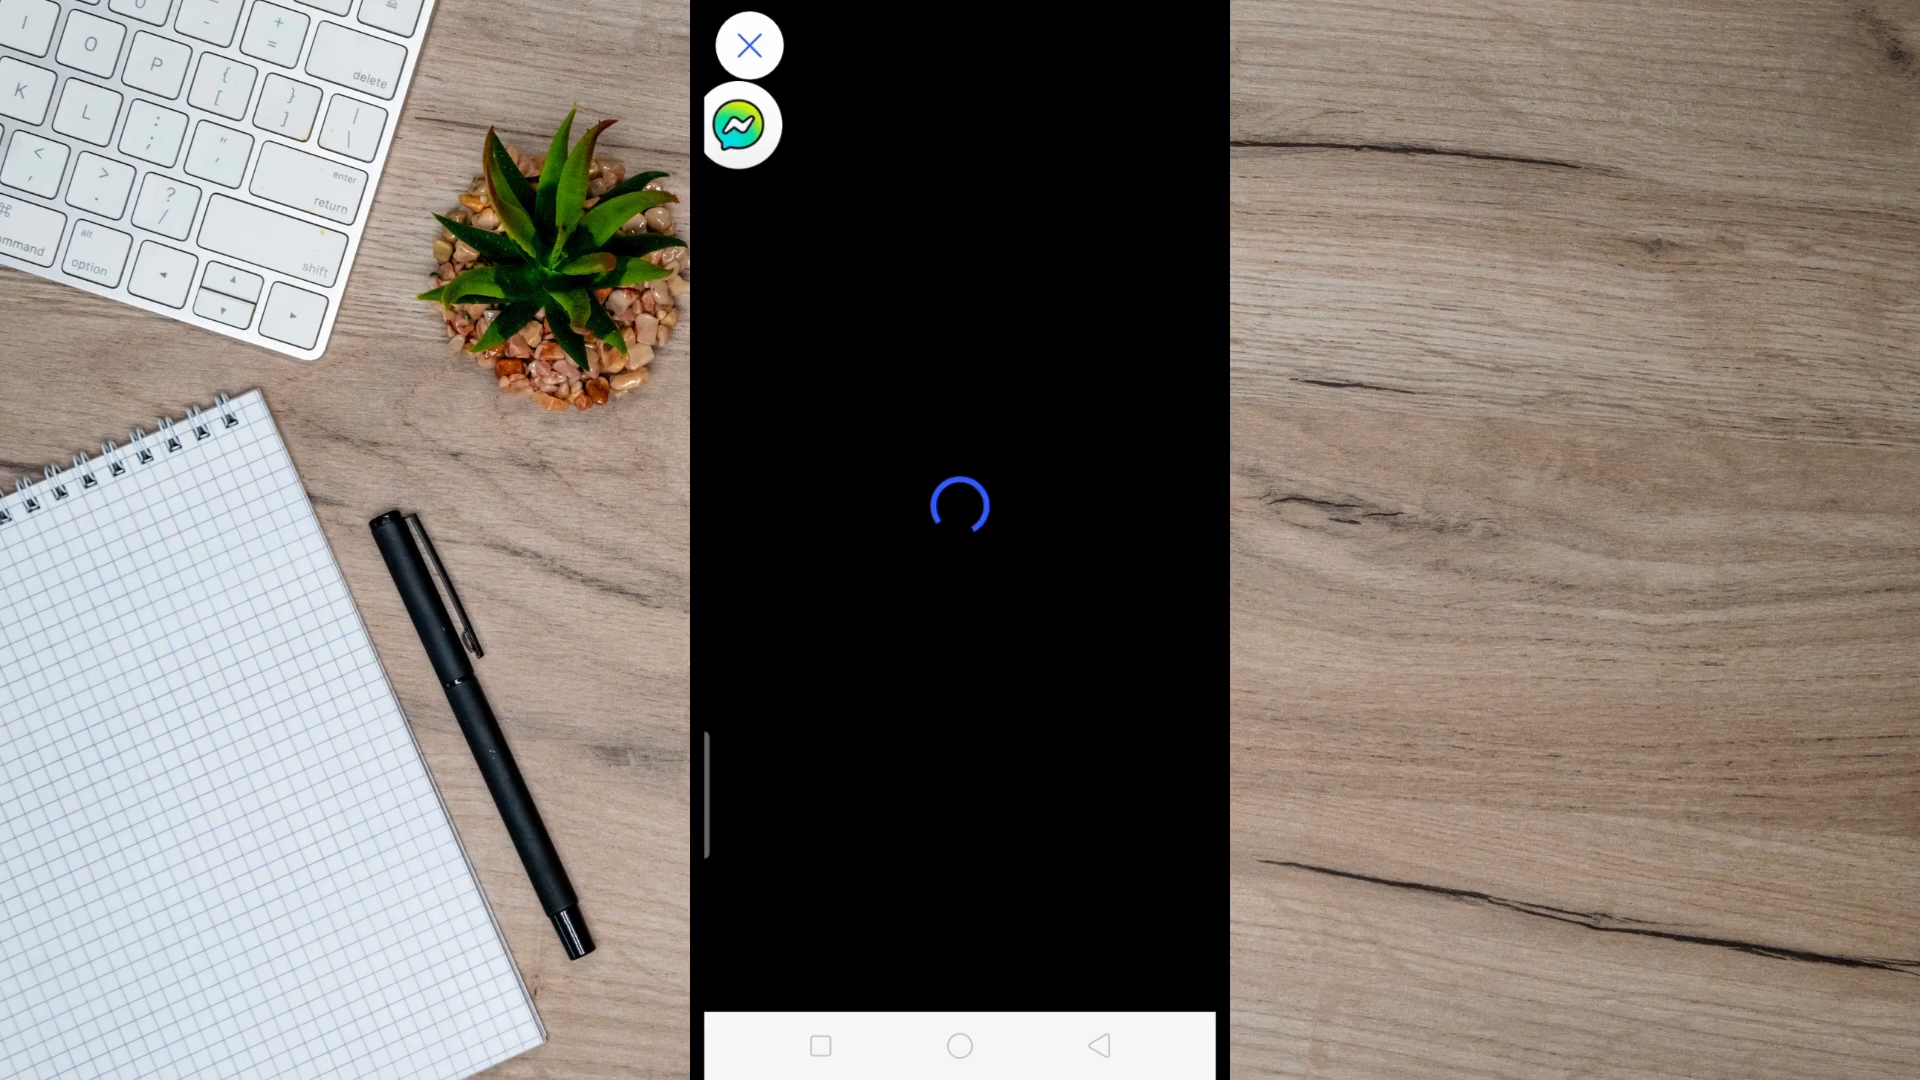 I
O
P
{
[
}
]
|
\
+
=
-
delete
K
L
:
;
"
'
enter
return
<
,
>
.
?
/
shift
⌘
mmand
alt
option